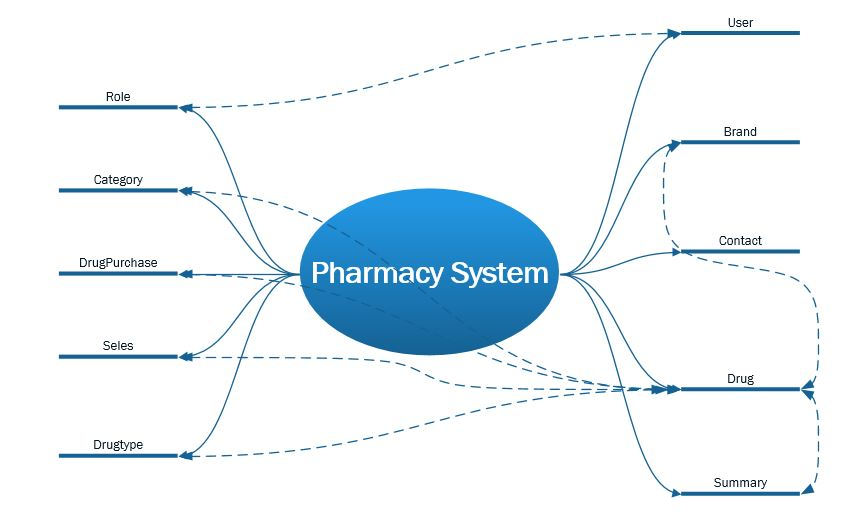 User
Role
Brand
Category
Contact
DrugPurchase
Pharmacy System
Seles
Drug
Drugtype
Summary